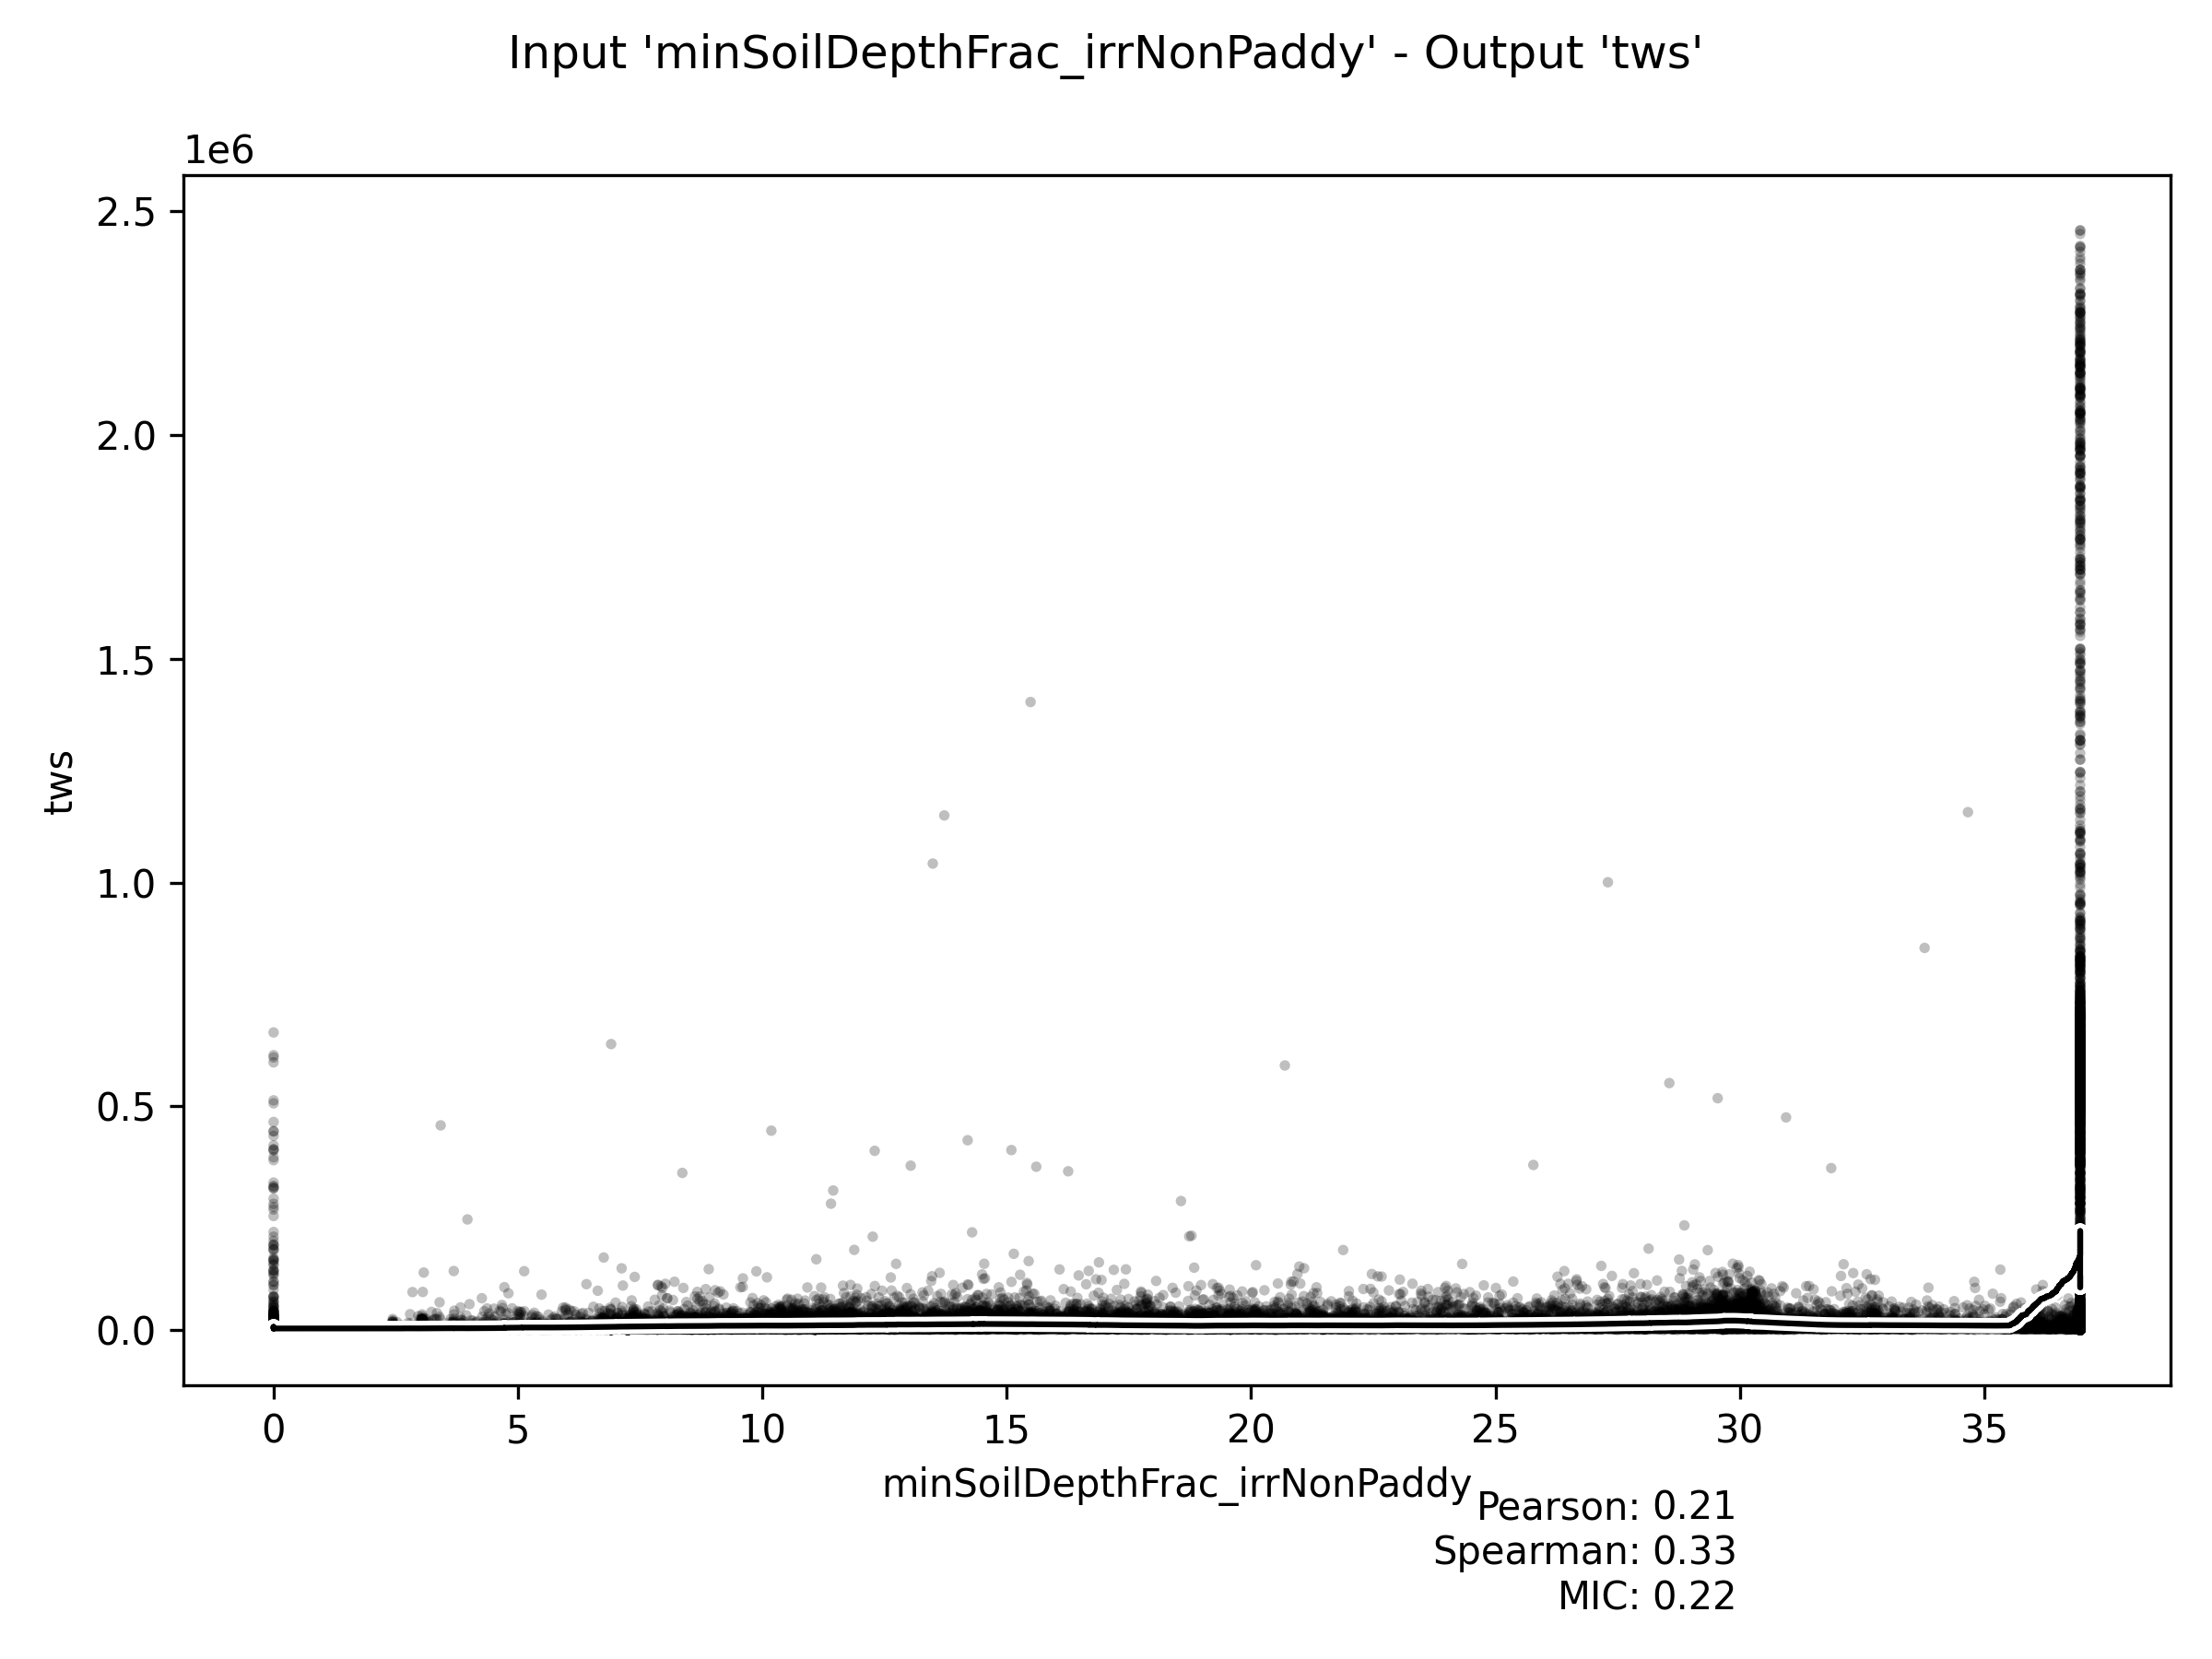 Input 'minSoilDepthFrac_irrNonPaddy' - Output 'tws'
1e6
2.5
2.0
1.5
1.0
0.5
0.0
tws
0 5 10 15 20 25 30 35
minSoilDepthFrac_irrNonPaddy
Pearson: 0.21
Spearman: 0.33
MIC: 0.22